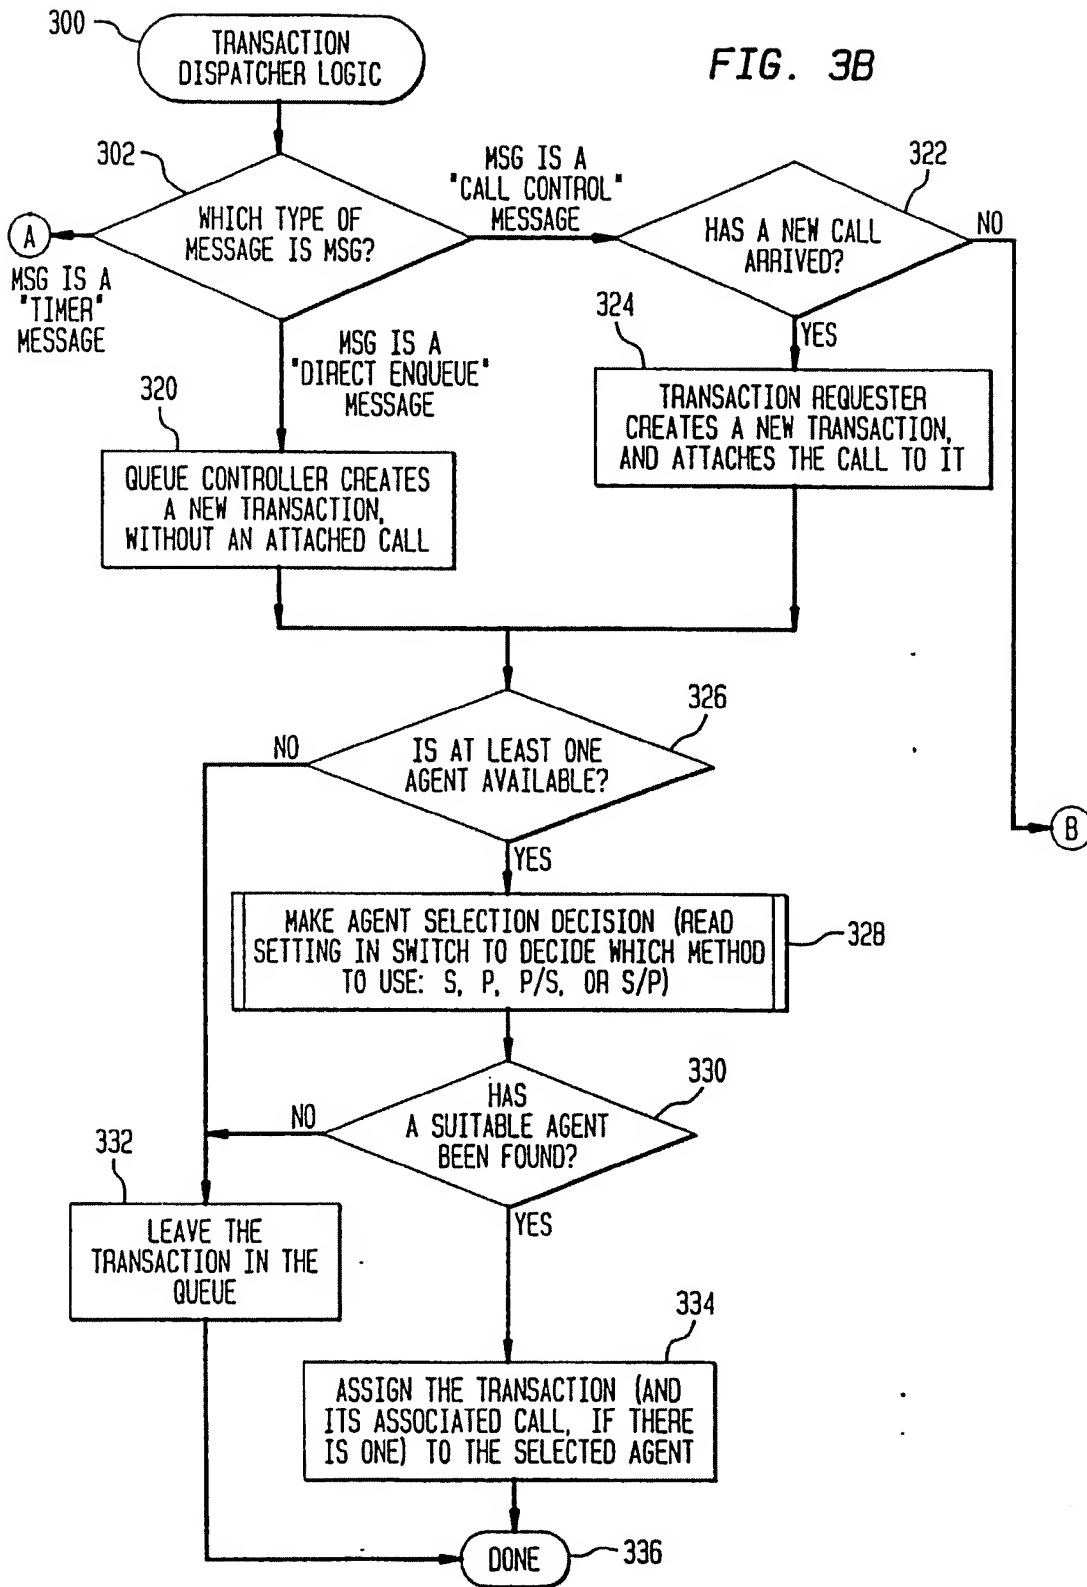 300
TRANSACTION
DISPATCHER LOGIC
FIG. 3B
302
WHICH TYPE OF
MESSAGE IS MSG?
A
MSG IS A
"TIMER"
MESSAGE
MSG IS A
"CALL CONTROL"
MESSAGE
322
HAS A NEW CALL
ARRIVED?
NO
YES
324
TRANSACTION REQUESTER
CREATES A NEW TRANSACTION,
AND ATTACHES THE CALL TO IT
MSG IS A
"DIRECT ENQUEUE"
MESSAGE
320
QUEUE CONTROLLER CREATES
A NEW TRANSACTION,
WITHOUT AN ATTACHED CALL
326
IS AT LEAST ONE
AGENT AVAILABLE?
NO
YES
B
328
MAKE AGENT SELECTION DECISION (READ
SETTING IN SWITCH TO DECIDE WHICH METHOD
TO USE: S, P, P/S, OR S/P)
330
HAS
A SUITABLE AGENT
BEEN FOUND?
NO
YES
332
LEAVE THE
TRANSACTION IN THE
QUEUE
334
ASSIGN THE TRANSACTION (AND
ITS ASSOCIATED CALL, IF THERE
IS ONE) TO THE SELECTED AGENT
DONE
336